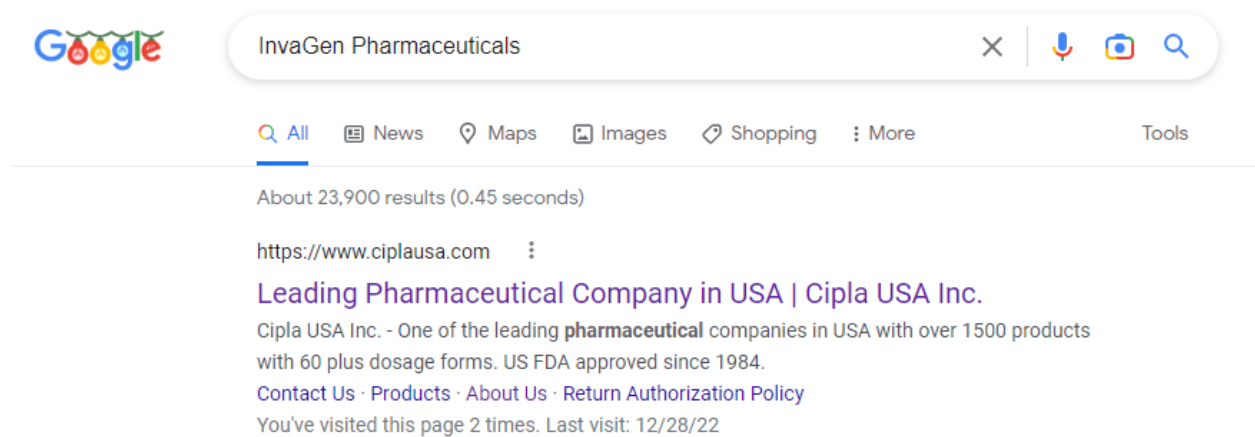 Google
InvaGen Pharmaceuticals
All News Maps Images Shopping More Tools
About 23,900 results (0.45 seconds)
https://www.ciplausa.com
Leading Pharmaceutical Company in USA | Cipla USA Inc.
Cipla USA Inc. - One of the leading pharmaceutical companies in USA with over 1500 products
with 60 plus dosage forms. US FDA approved since 1984.
Contact Us · Products · About Us · Return Authorization Policy
You've visited this page 2 times. Last visit: 12/28/22